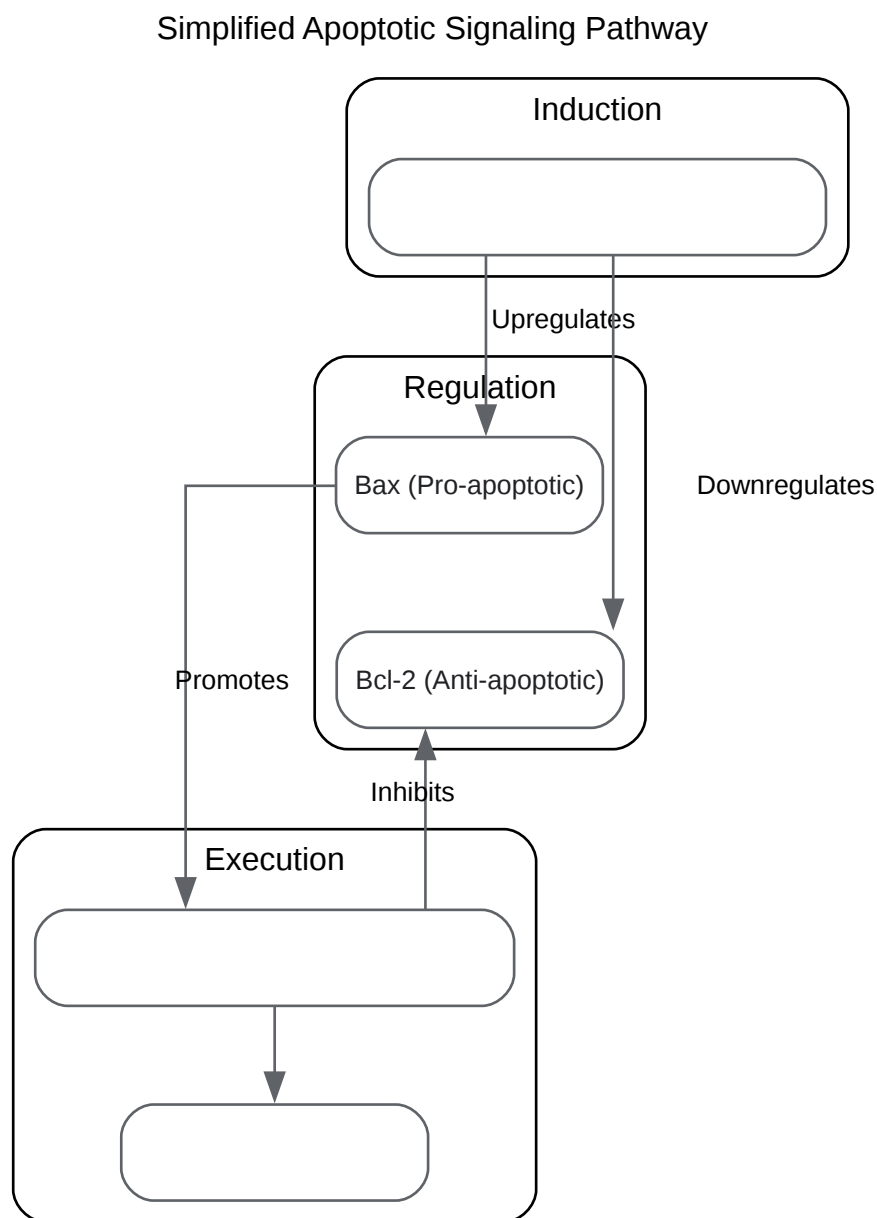 Simplified Apoptotic Signaling Pathway
Induction
Upregulates
Regulation
Bax (Pro-apoptotic)
Downregulates
Promotes
Bcl-2 (Anti-apoptotic)
Inhibits
Execution